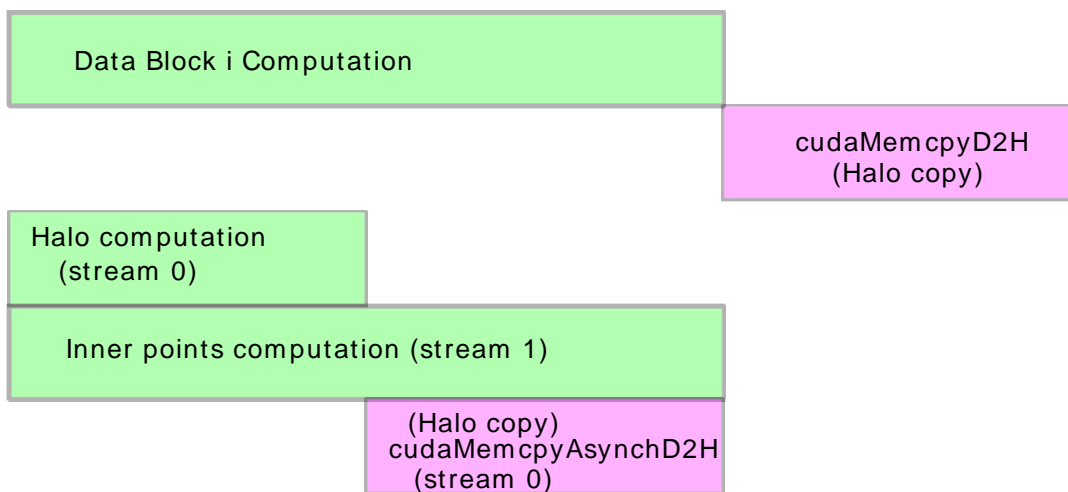 Data Block i Computation
cudaMemcpyD2H
(Halo copy)
Halo computation
(stream 0)
Inner points computation (stream 1)
(Halo copy)
cudaMemcpyAsynchD2H
(stream 0)